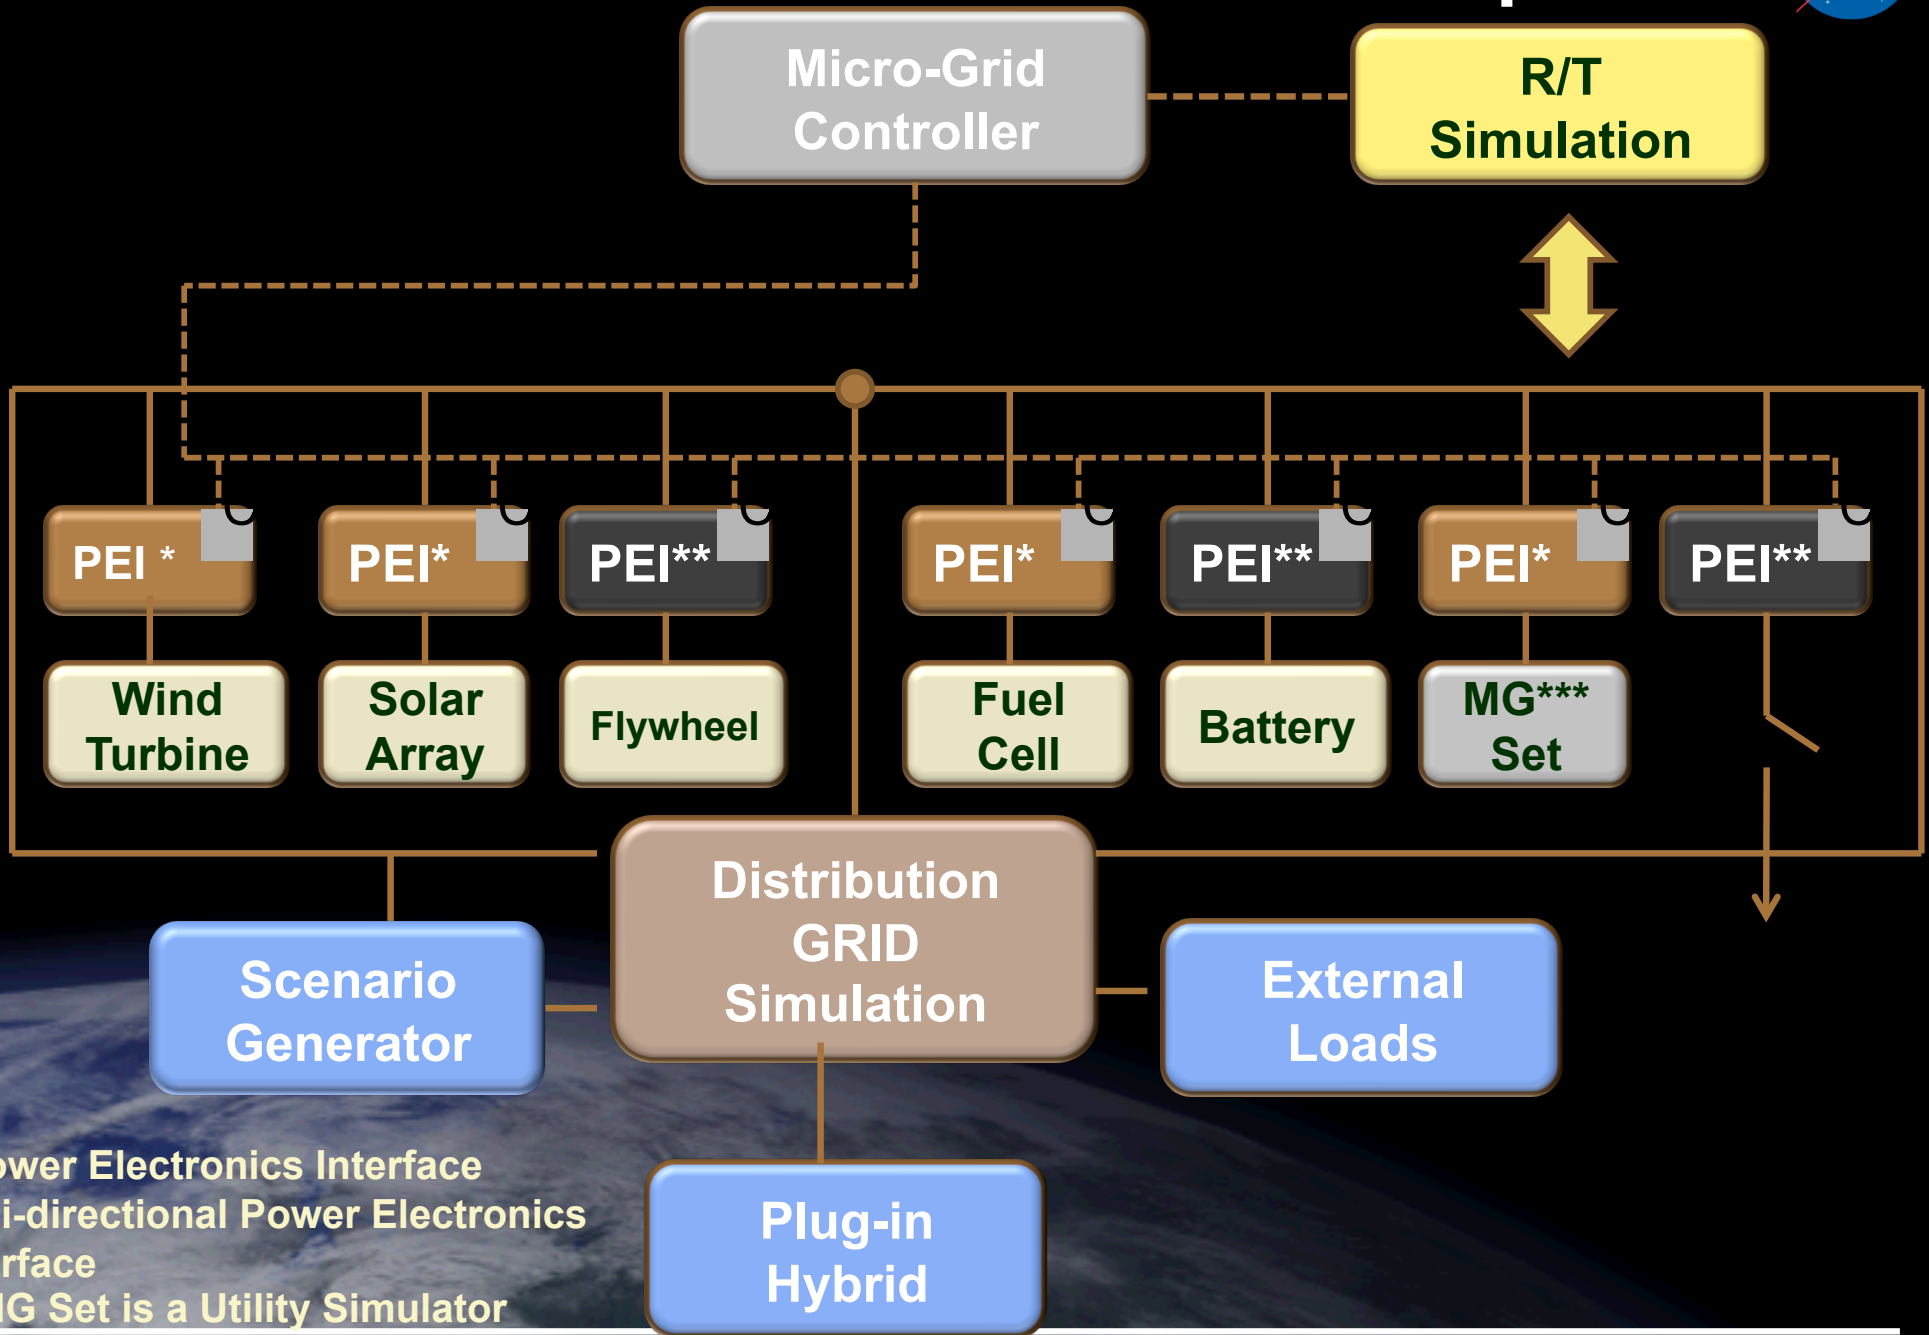 Micro-Grid
Controller
R/T
Simulation
PEI *
PEI*
PEI**
PEI*
PEI**
PEI*
PEI**
Wind
Turbine
Solar
Array
Flywheel
Fuel
Cell
Battery
MG***
Set
Distribution
GRID
Simulation
Scenario
Generator
External
Loads
Plug-in
Hybrid
ower Electronics Interface
i-directional Power Electronics
rface
Set is a Utility Simulator